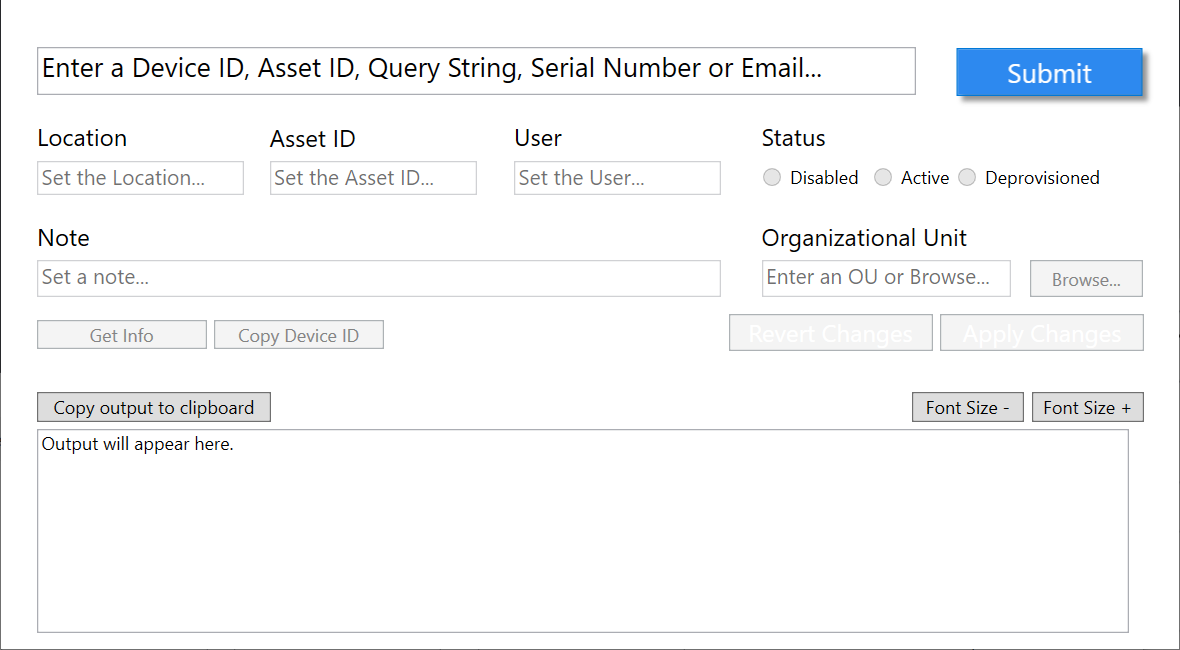 Enter a Device ID, Asset ID, Query String, Serial Number or Email...
Submit
Location
Asset ID
User
Status
Set the Location...
Set the Asset ID...
Set the User...
Disabled
Active
Deprovisioned
Note
Organizational Unit
Set a note...
Enter an OU or Browse...
Browse...
Get Info
Copy Device ID
Revert Changes
Apply Changes
Copy output to clipboard
Font Size -
Font Size +
Output will appear here.